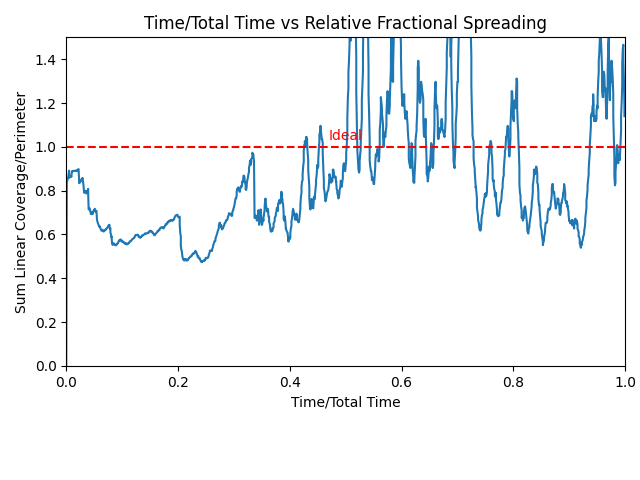 Time/Total Time vs Relative Fractional Spreading
Sum Linear Coverage/Perimeter
1.4
1.2
1.0
0.8
0.6
0.4
0.2
0.0
Ideal
0.0 0.2 0.4 0.6 0.8 1.0
Time/Total Time